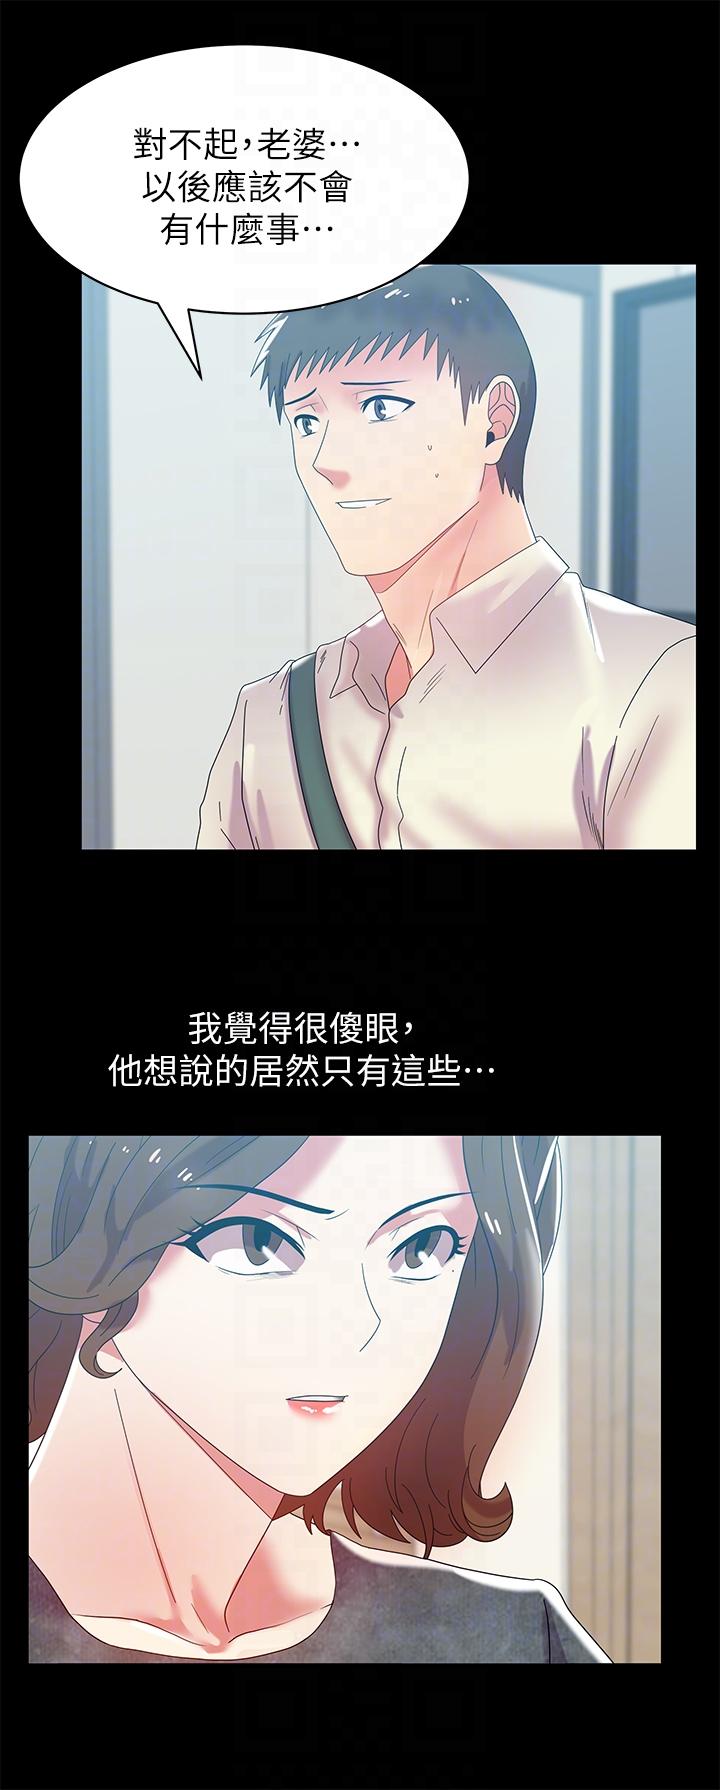 對不起，老婆⋯
以後應該不會
有什麼事⋯
我覺得很傻眼，
他想說的居然只有這些⋯